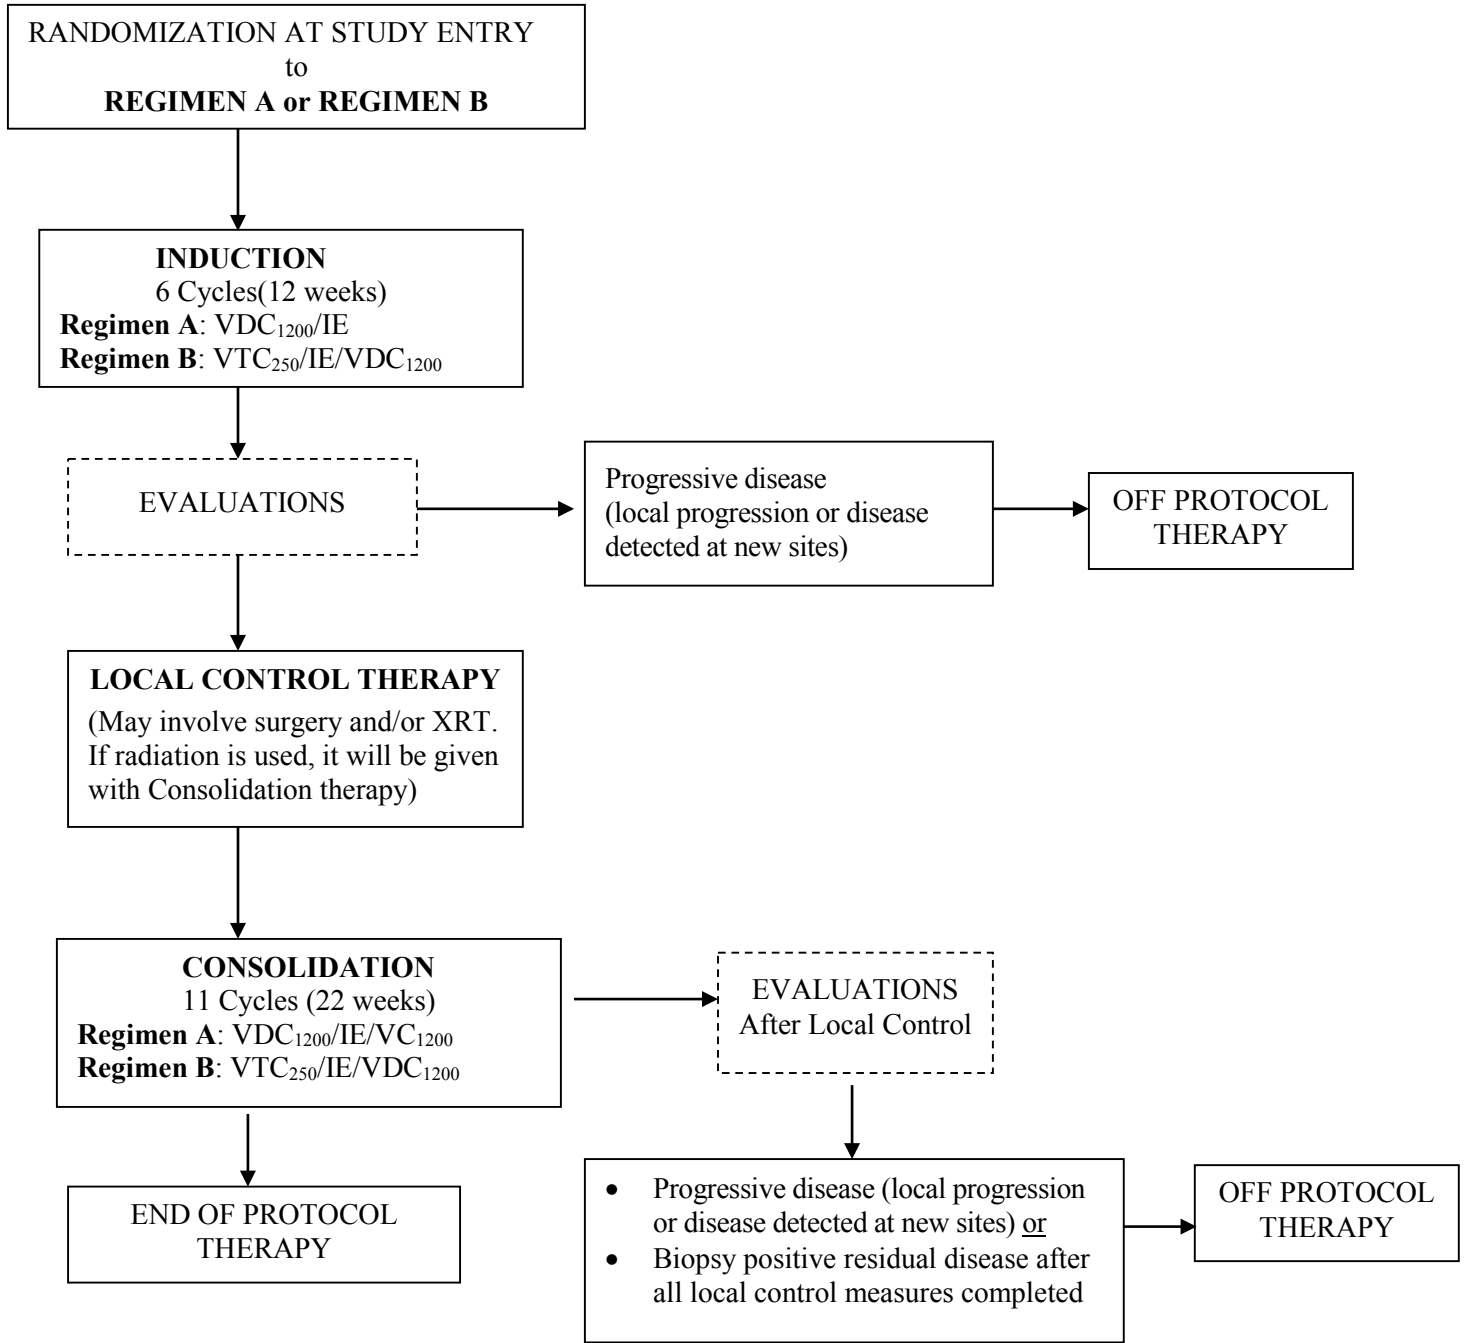 RANDOMIZATION AT STUDY ENTRY
to
REGIMEN A or REGIMEN B
INDUCTION
6 Cycles(12 weeks)
Regimen A: VDC1200/IE
Regimen B: VTC250/IE/VDC1200
EVALUATIONS
Progressive disease
(local progression or disease
detected at new sites)
OFF PROTOCOL
THERAPY
LOCAL CONTROL THERAPY
(May involve surgery and/or XRT.
If radiation is used, it will be given
with Consolidation therapy)
CONSOLIDATION
11 Cycles (22 weeks)
Regimen A: VDC1200/IE/VC1200
Regimen B: VTC250/IE/VDC1200
EVALUATIONS
After Local Control
END OF PROTOCOL
THERAPY
• Progressive disease (local progression
or disease detected at new sites) or
• Biopsy positive residual disease after
all local control measures completed
OFF PROTOCOL
THERAPY